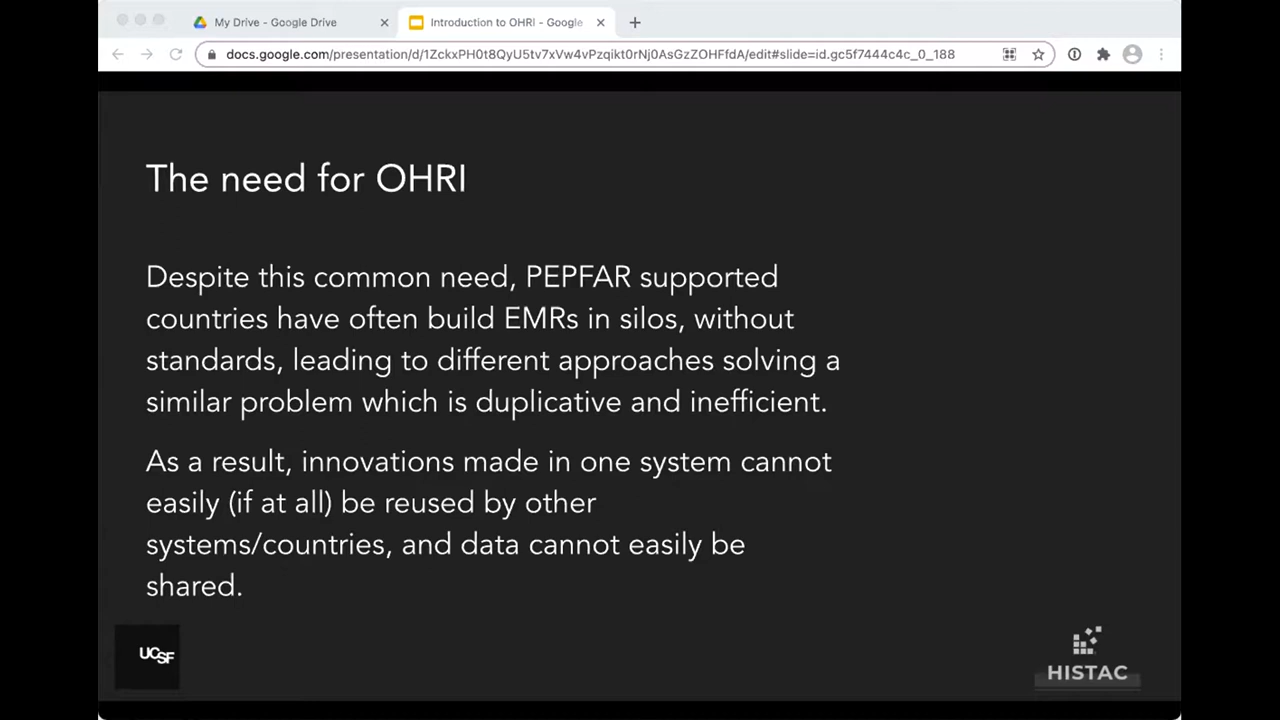 My Drive - Google Drive
Introduction to OHRI - Google
docs.google.com/presentation/d/1ZckxPH0t8QyU5tv7xVw4vPzqikt0rNj0AsGzZOHFfdA/edit#slide=id.gc5f7444c4c_0_188
The need for OHRI
Despite this common need, PEPFAR supported
countries have often build EMRs in silos, without
standards, leading to different approaches solving a
similar problem which is duplicative and inefficient.
As a result, innovations made in one system cannot
easily (if at all) be reused by other
systems/countries, and data cannot easily be
shared.
UCSF
HISTAC